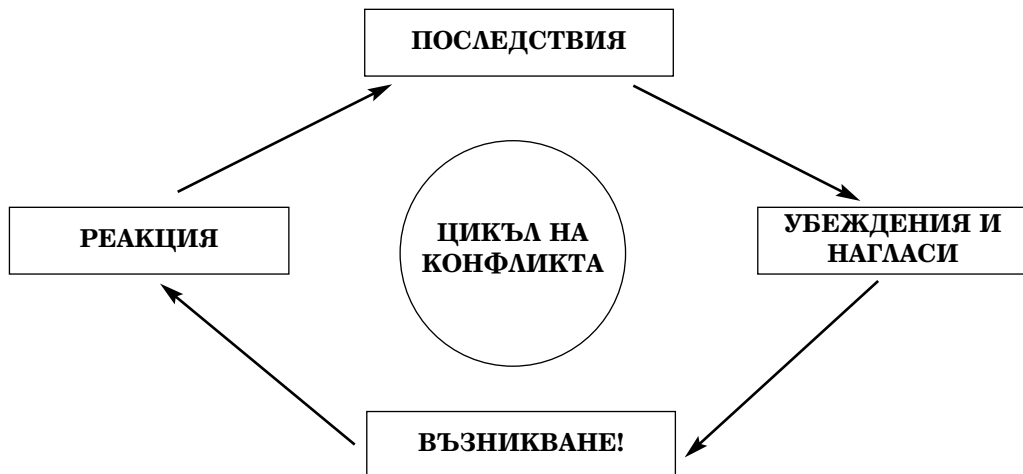 ПОСЛЕДСТВИЯ
РЕАКЦИЯ
ЦИКЪЛ НА
КОНФЛИКТА
УБЕЖДЕНИЯ И
НАГЛАСИ
ВЪЗНИКВАНЕ!